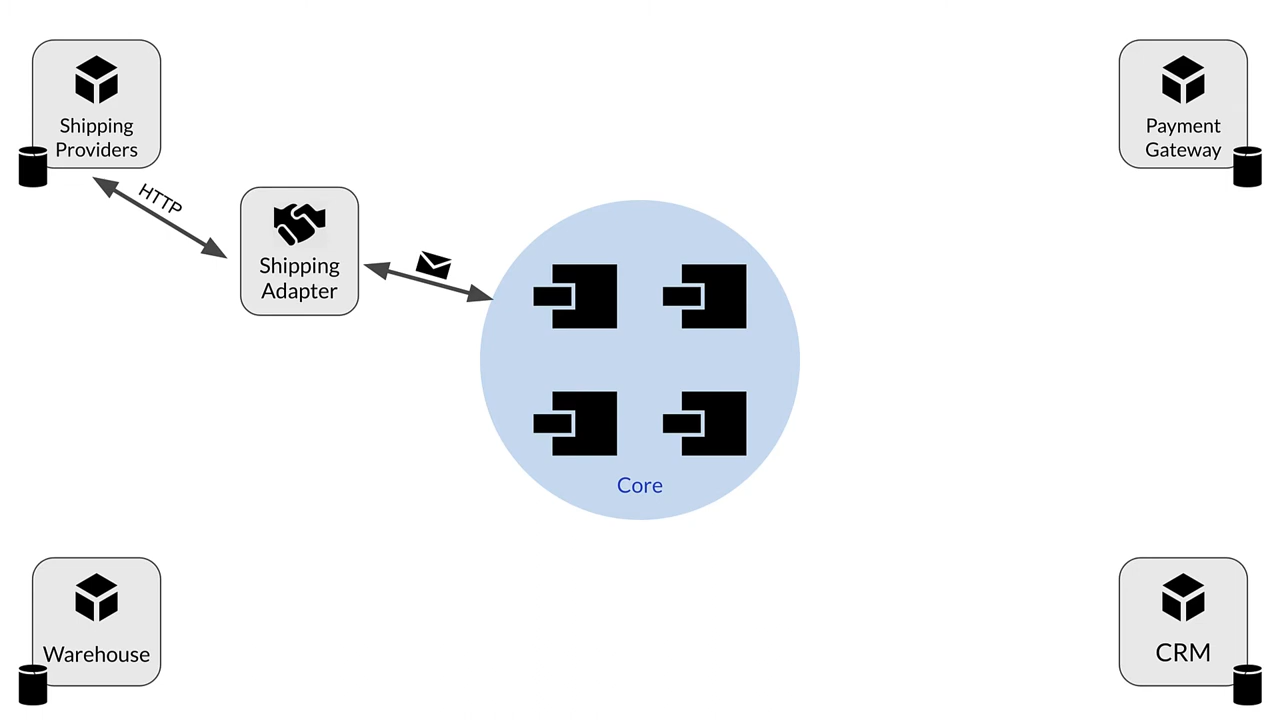 Shipping
Providers
Payment
Gateway
HTTP
Shipping
Adapter
Core
Warehouse
CRM